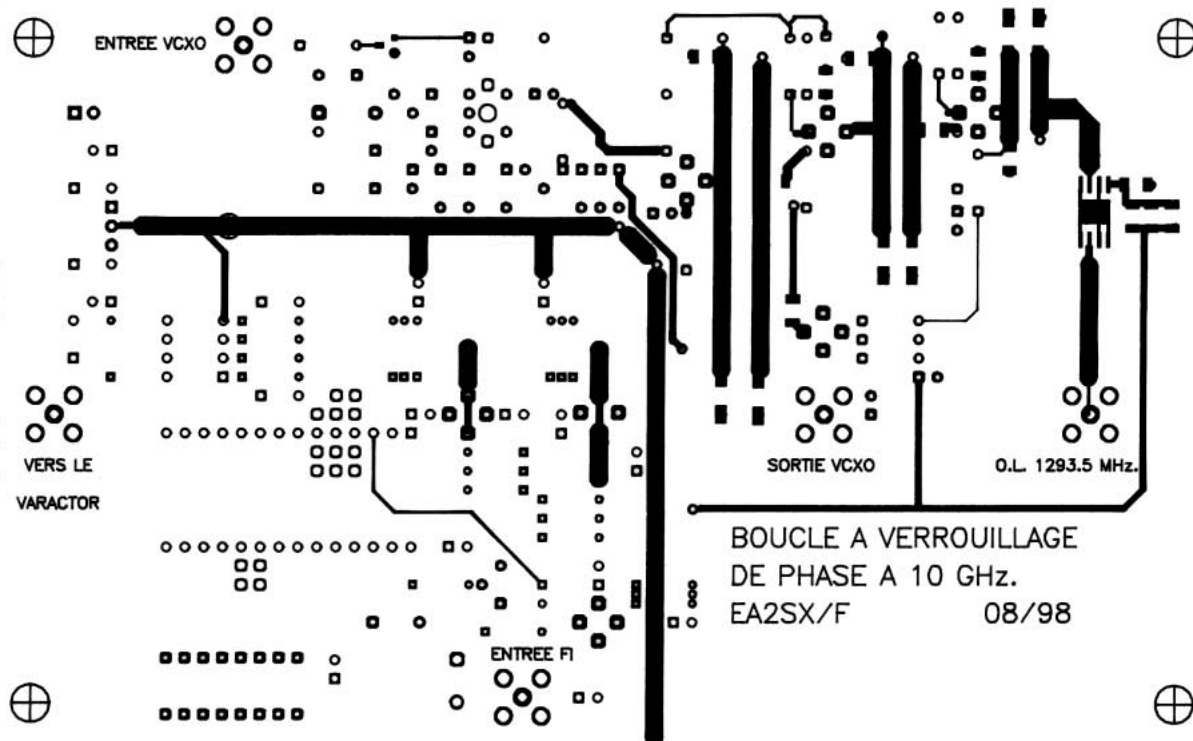 ENTREE VCXO
VERS LE
VARACTOR
SORTIE VCXO
O.L. 1293.5 MHz.
BOUCLE A VERROUILLAGE
DE PHASE A 10 GHz.
EA2SX/F 08/98
ENTREE FI